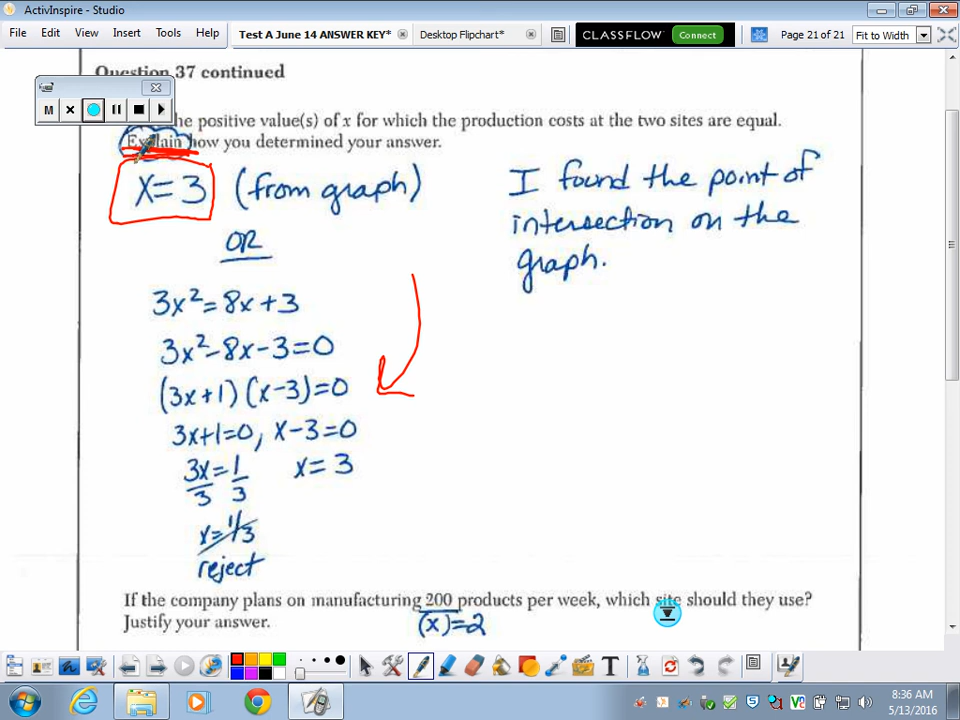 ActivInspire - Studio
File Edit View Insert Tools Help
Test A June 14 ANSWER KEY* Desktop Flipchart*
CLASSFLOW Connect
Page 21 of 21 Fit to Width
Question 37 continued
M
he positive value(s) of x for which the production costs at the two sites are equal.
Explain how you determined your answer.
x=3 (from graph)
OR
3x²=8x+3
3x²-8x-3=0
(3x+1)(x-3)=0
3x+1=0, x-3=0
3x=1 x=3
3 3
x=1/3
reject
I found the point of
intersection on the
graph.
If the company plans on manufacturing 200 products per week, which site should they use?
Justify your answer.
(x)=2
T
8:36 AM
5/13/2016